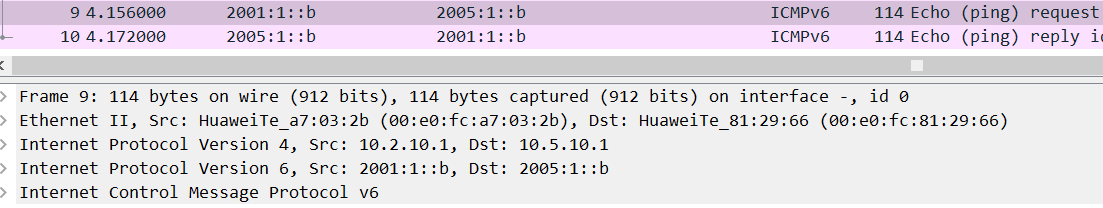 9 4.156000 2001:1::b 2005:1::b ICMPv6 114 Echo (ping) request
10 4.172000 2005:1::b 2001:1::b ICMPv6 114 Echo (ping) reply id
Frame 9: 114 bytes on wire (912 bits), 114 bytes captured (912 bits) on interface -, id 0
Ethernet II, Src: HuaweiTe_a7:03:2b (00:e0:fc:a7:03:2b), Dst: HuaweiTe_81:29:66 (00:e0:fc:81:29:66)
Internet Protocol Version 4, Src: 10.2.10.1, Dst: 10.5.10.1
Internet Protocol Version 6, Src: 2001:1::b, Dst: 2005:1::b
Internet Control Message Protocol v6